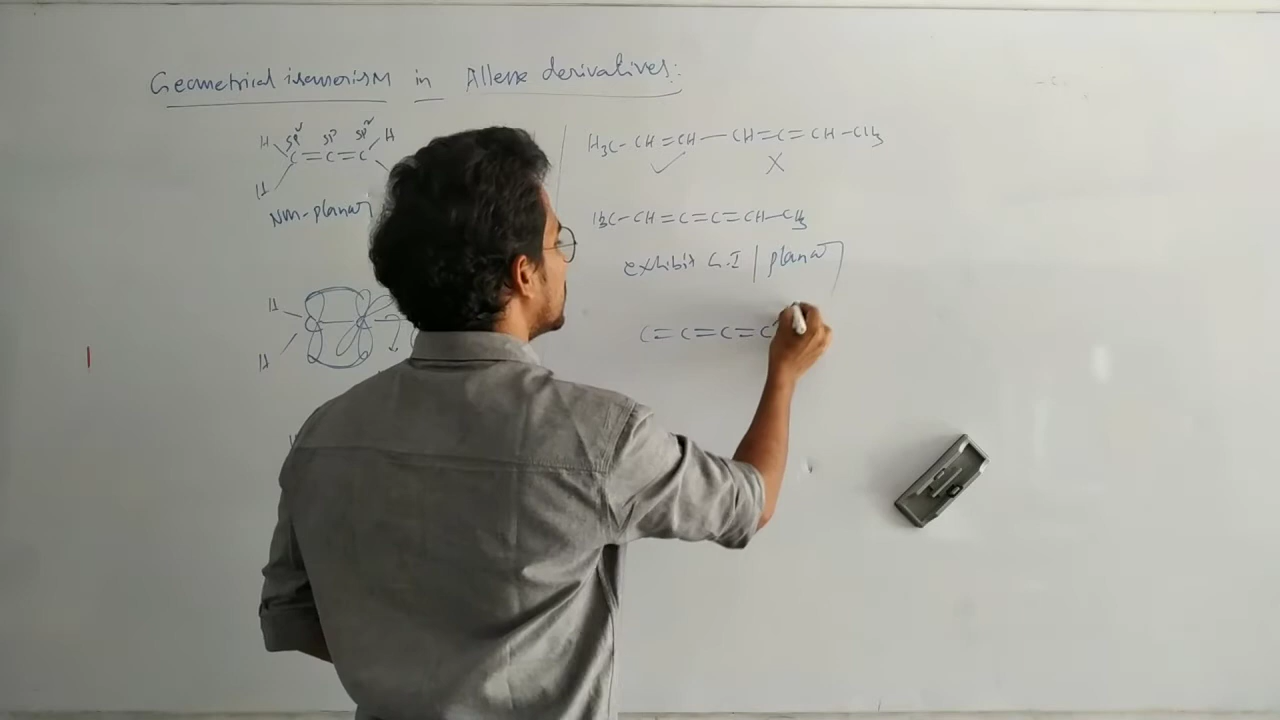 Geometrical isomerism in Allene derivatives:
H sp² sp sp² H
C=C=C
H
Non-planar
H
H
H₃C-CH=CH-CH=C=CH-CH₃
✓ X
H₃C-CH=C=C=CH-CH₃
exhibit G.I | planar
C=C=C=C